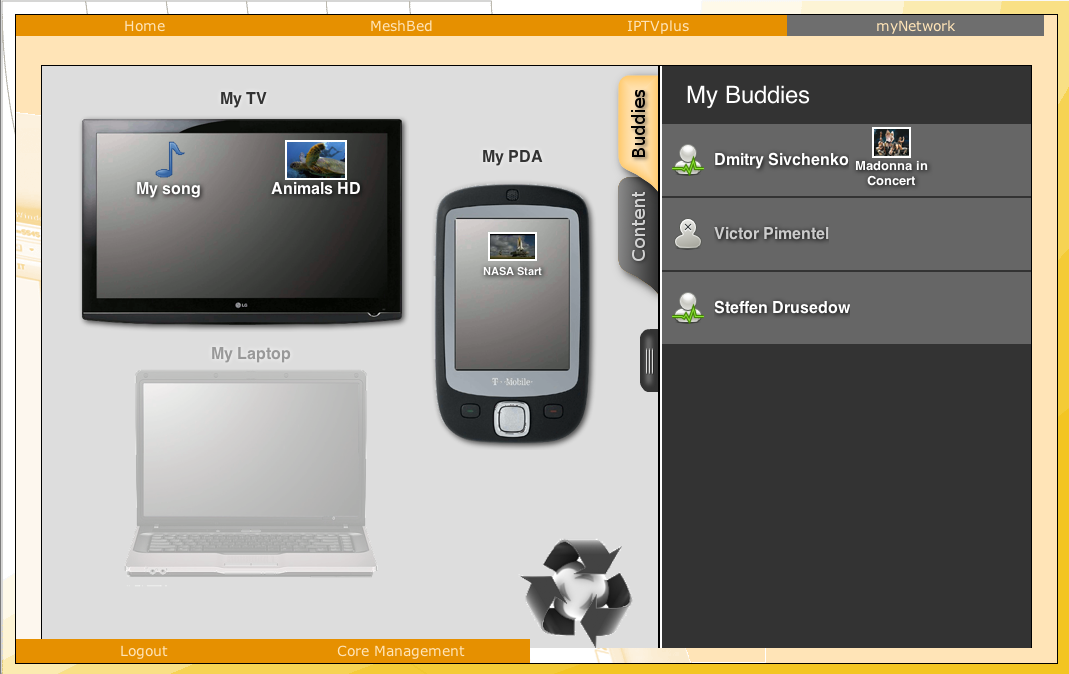 Home
MeshBed
IPTVplus
myNetwork
My TV
My song
Animals HD
LG
My PDA
NASA Start
T · ·Mobile·
My Laptop
Buddies
Content
My Buddies
Dmitry Sivchenko
Madonna in
Concert
Victor Pimentel
Steffen Drusedow
Logout
Core Management